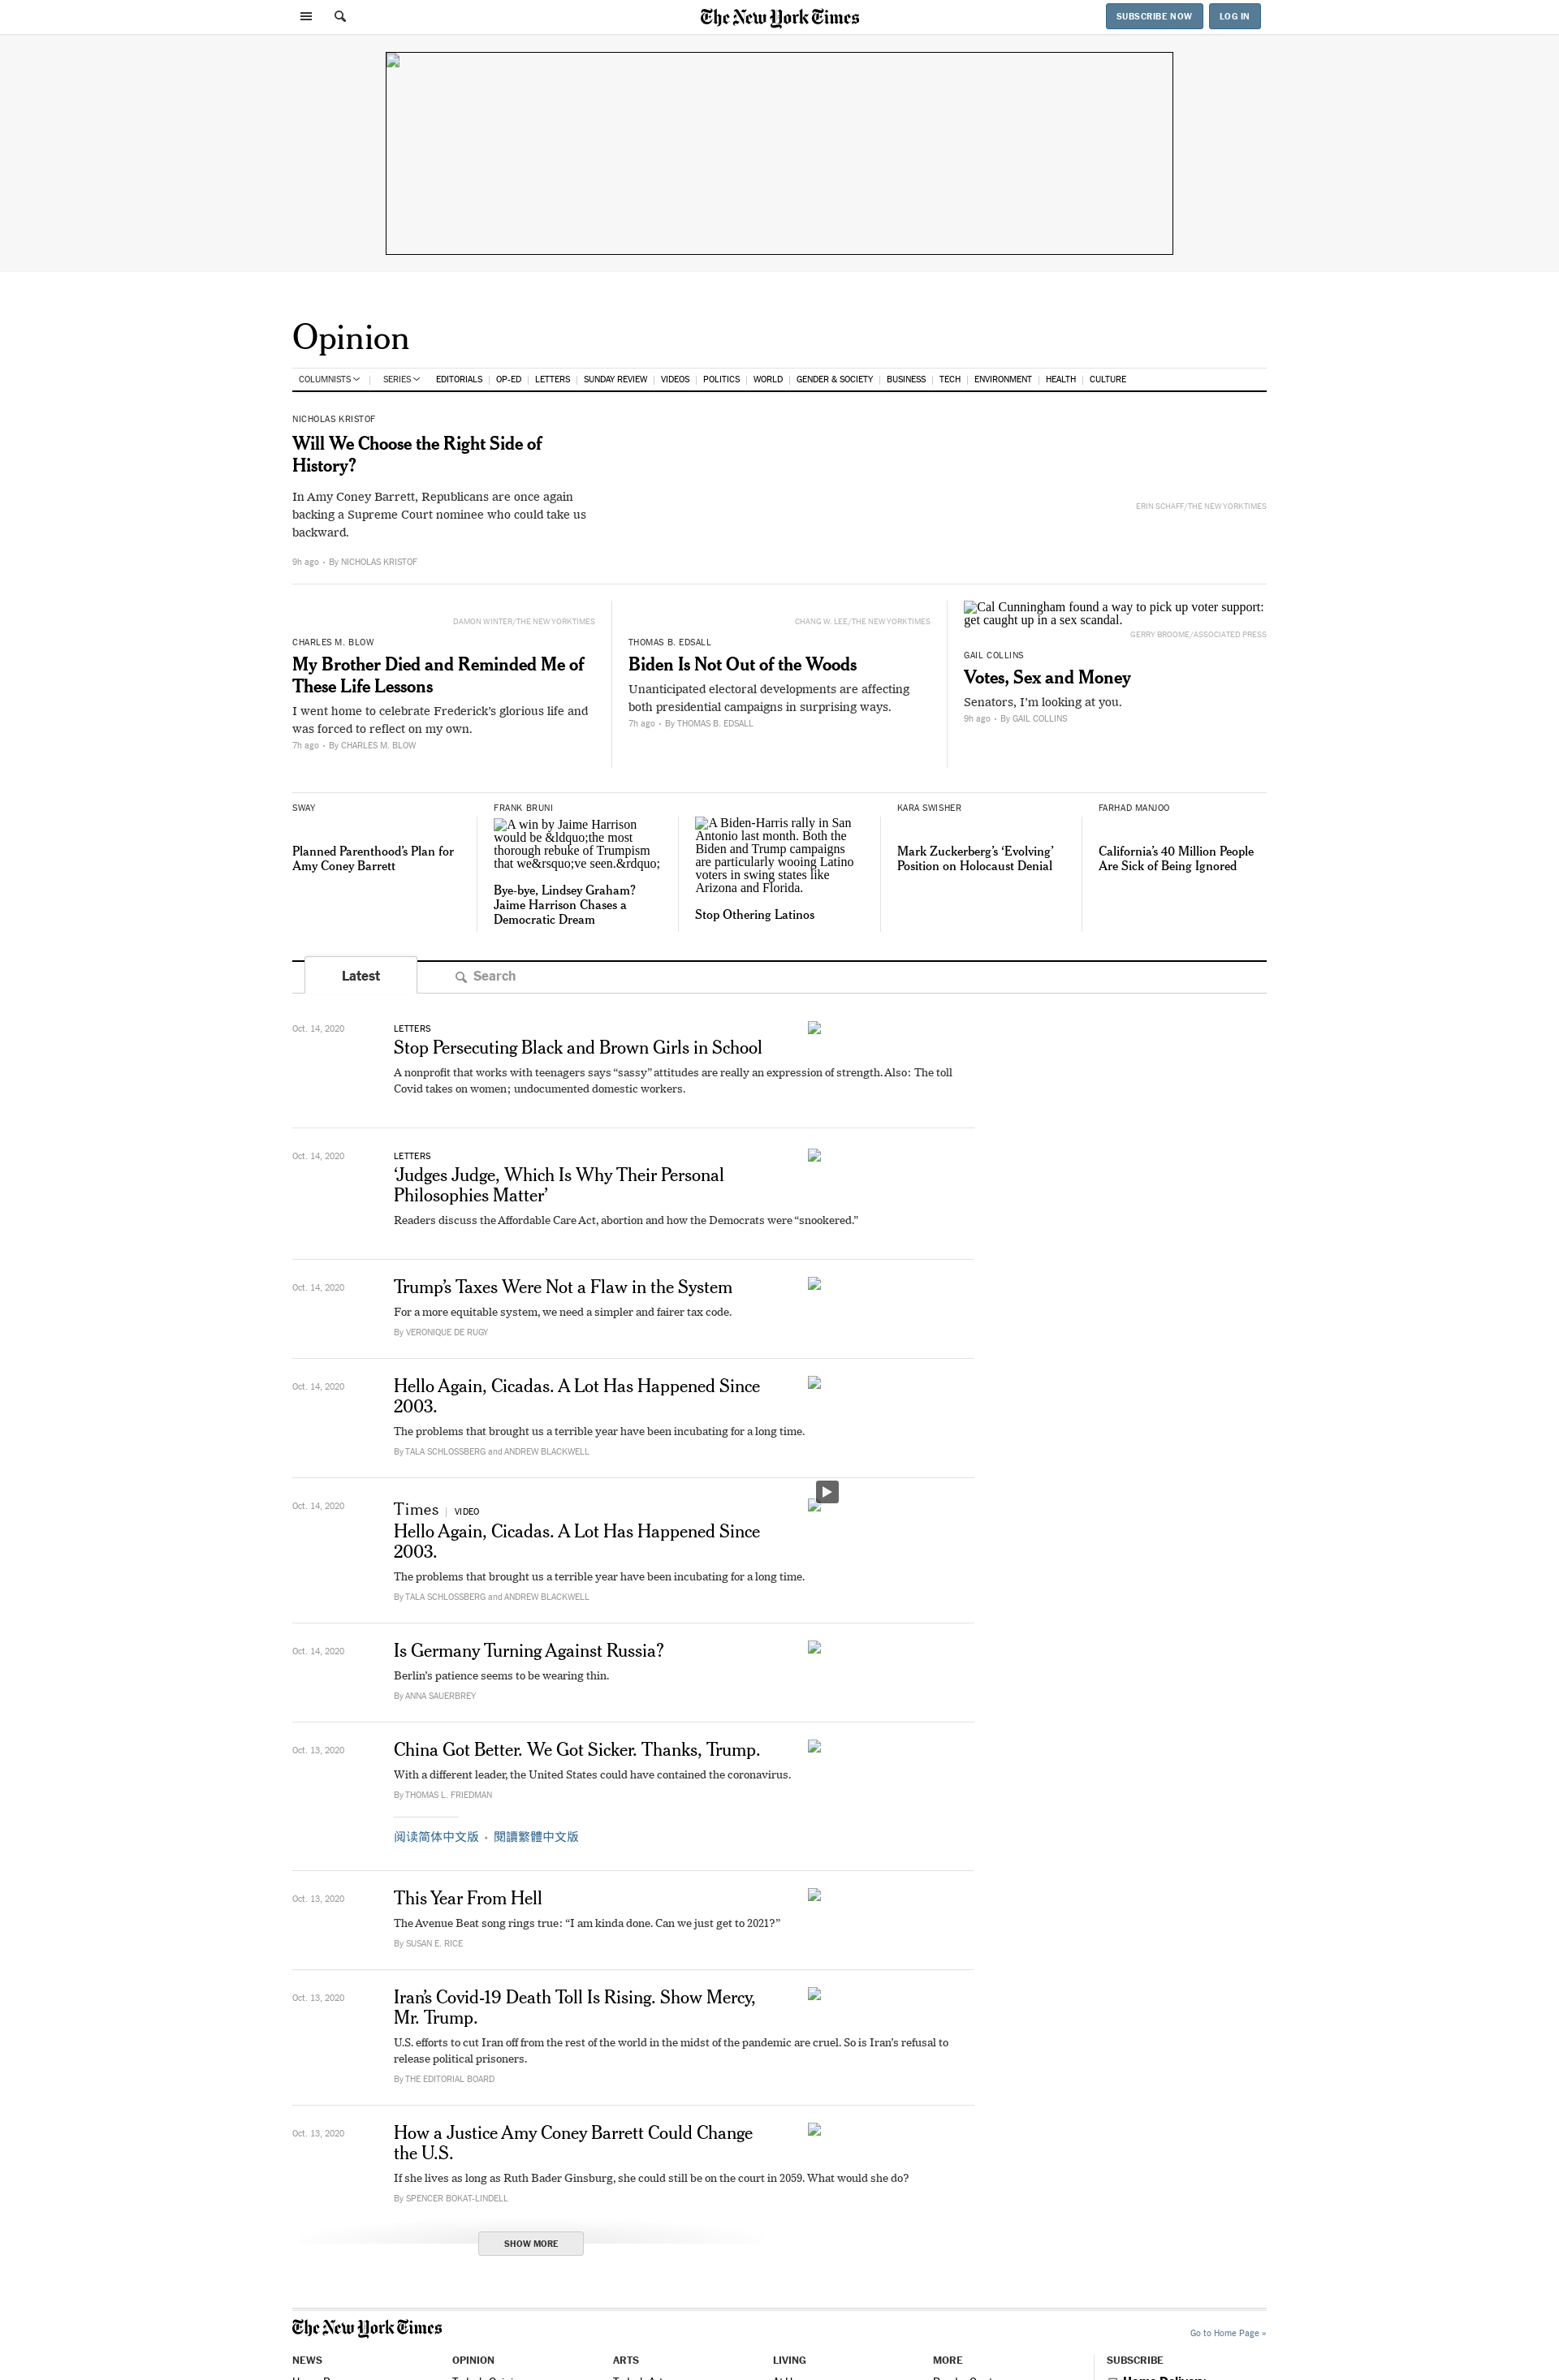 The New York Times
SUBSCRIBE NOW
LOG IN
Opinion
COLUMNISTS | SERIES EDITORIALS | OP-ED | LETTERS | SUNDAY REVIEW | VIDEOS | POLITICS | WORLD | GENDER & SOCIETY | BUSINESS | TECH | ENVIRONMENT | HEALTH | CULTURE
NICHOLAS KRISTOF
Will We Choose the Right Side of
History?
In Amy Coney Barrett, Republicans are once again
backing a Supreme Court nominee who could take us
backward.
9h ago • By NICHOLAS KRISTOF
ERIN SCHAFF/THE NEW YORK TIMES
DAMON WINTER/THE NEW YORK TIMES
CHARLES M. BLOW
My Brother Died and Reminded Me of
These Life Lessons
I went home to celebrate Frederick’s glorious life and
was forced to reflect on my own.
7h ago • By CHARLES M. BLOW
CHANG W. LEE/THE NEW YORK TIMES
THOMAS B. EDSALL
Biden Is Not Out of the Woods
Unanticipated electoral developments are affecting
both presidential campaigns in surprising ways.
7h ago • By THOMAS B. EDSALL
Cal Cunningham found a way to pick up voter support:
get caught up in a sex scandal.
GERRY BROOME/ASSOCIATED PRESS
GAIL COLLINS
Votes, Sex and Money
Senators, I’m looking at you.
9h ago • By GAIL COLLINS
SWAY
Planned Parenthood’s Plan for
Amy Coney Barrett
FRANK BRUNI
A win by Jaime Harrison
would be &ldquo;the most
thorough rebuke of Trumpism
that we&rsquo;ve seen.&rdquo;
Bye-bye, Lindsey Graham?
Jaime Harrison Chases a
Democratic Dream
A Biden-Harris rally in San
Antonio last month. Both the
Biden and Trump campaigns
are particularly wooing Latino
voters in swing states like
Arizona and Florida.
Stop Othering Latinos
KARA SWISHER
Mark Zuckerberg’s ‘Evolving’
Position on Holocaust Denial
FARHAD MANJOO
California’s 40 Million People
Are Sick of Being Ignored
Latest
Search
Oct. 14, 2020
LETTERS
Stop Persecuting Black and Brown Girls in School
A nonprofit that works with teenagers says “sassy” attitudes are really an expression of strength. Also: The toll
Covid takes on women; undocumented domestic workers.
Oct. 14, 2020
LETTERS
‘Judges Judge, Which Is Why Their Personal
Philosophies Matter’
Readers discuss the Affordable Care Act, abortion and how the Democrats were “snookered.”
Oct. 14, 2020
Trump’s Taxes Were Not a Flaw in the System
For a more equitable system, we need a simpler and fairer tax code.
By VERONIQUE DE RUGY
Oct. 14, 2020
Hello Again, Cicadas. A Lot Has Happened Since
2003.
The problems that brought us a terrible year have been incubating for a long time.
By TALA SCHLOSSBERG and ANDREW BLACKWELL
Oct. 14, 2020
Times | VIDEO
Hello Again, Cicadas. A Lot Has Happened Since
2003.
The problems that brought us a terrible year have been incubating for a long time.
By TALA SCHLOSSBERG and ANDREW BLACKWELL
Oct. 14, 2020
Is Germany Turning Against Russia?
Berlin’s patience seems to be wearing thin.
By ANNA SAUERBREY
Oct. 13, 2020
China Got Better. We Got Sicker. Thanks, Trump.
With a different leader, the United States could have contained the coronavirus.
By THOMAS L. FRIEDMAN
阅读简体中文版 • 閱讀繁體中文版
Oct. 13, 2020
This Year From Hell
The Avenue Beat song rings true: “I am kinda done. Can we just get to 2021?”
By SUSAN E. RICE
Oct. 13, 2020
Iran’s Covid-19 Death Toll Is Rising. Show Mercy,
Mr. Trump.
U.S. efforts to cut Iran off from the rest of the world in the midst of the pandemic are cruel. So is Iran’s refusal to
release political prisoners.
By THE EDITORIAL BOARD
Oct. 13, 2020
How a Justice Amy Coney Barrett Could Change
the U.S.
If she lives as long as Ruth Bader Ginsburg, she could still be on the court in 2059. What would she do?
By SPENCER BOKAT-LINDELL
SHOW MORE
The New York Times
Go to Home Page »
NEWS
OPINION
ARTS
LIVING
MORE
SUBSCRIBE